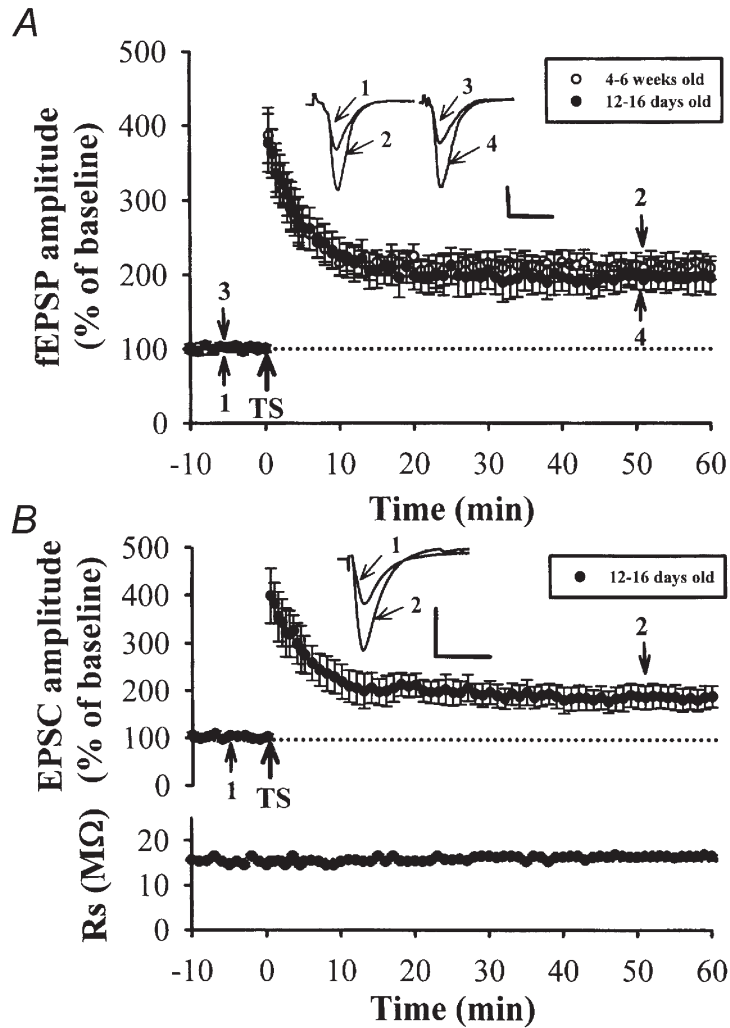 A
500
400
300
200
100
0
fEPSP amplitude
(% of baseline)
4-6 weeks old
12-16 days old
1
2
3
4
2
4
3
1
TS
-10 0 10 20 30 40 50 60
Time (min)
B
500
400
300
200
100
0
EPSC amplitude
(% of baseline)
12-16 days old
1
2
2
1
TS
20
10
0
Rs (MΩ)
-10 0 10 20 30 40 50 60
Time (min)